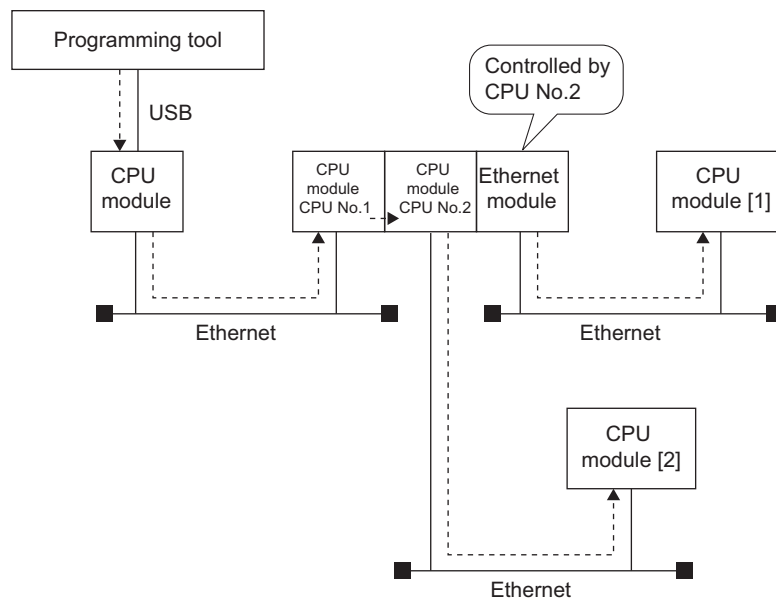 Programming tool
Controlled by
CPU No.2
USB
CPU
module
CPU
module
CPU No.1
CPU
module
CPU No.2
Ethernet
module
CPU
module [1]
Ethernet
Ethernet
CPU
module [2]
Ethernet